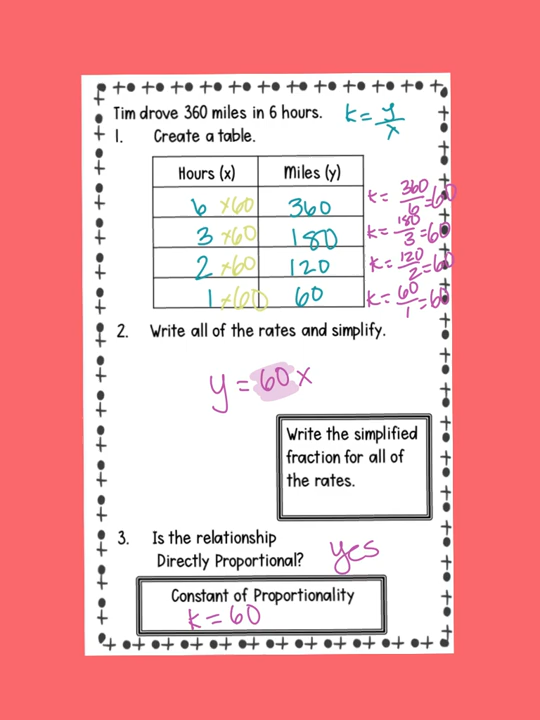 Tim drove 360 miles in 6 hours. k = y/x
1. Create a table.
Hours (x) Miles (y)
6 ×60 360 k = 360/6 = 60
3 ×60 180 k = 180/3 = 60
2 ×60 120 k = 120/2 = 60
1 ×60 60 k = 60/1 = 60
2. Write all of the rates and simplify.
y = 60x
Write the simplified
fraction for all of
the rates.
3. Is the relationship
Directly Proportional? yes
Constant of Proportionality
k = 60